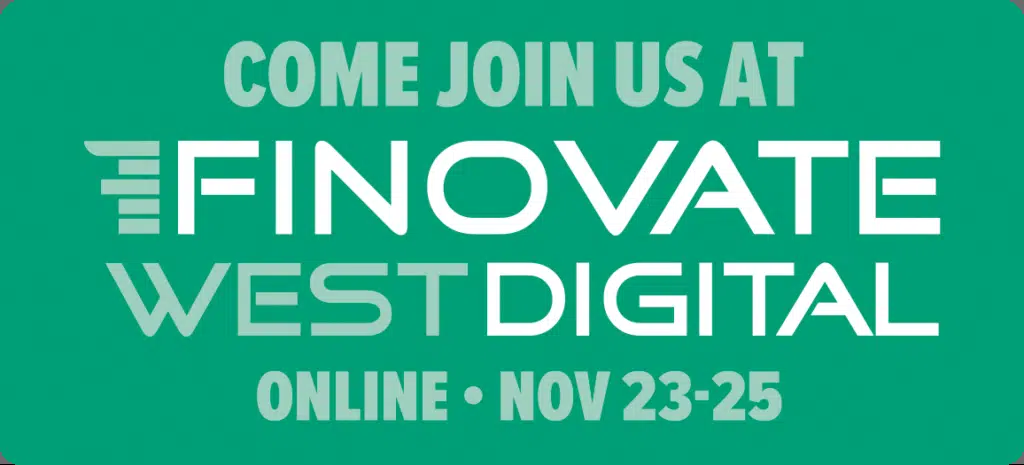 COME JOIN US AT
FINOVATE
WEST DIGITAL
ONLINE • NOV 23-25